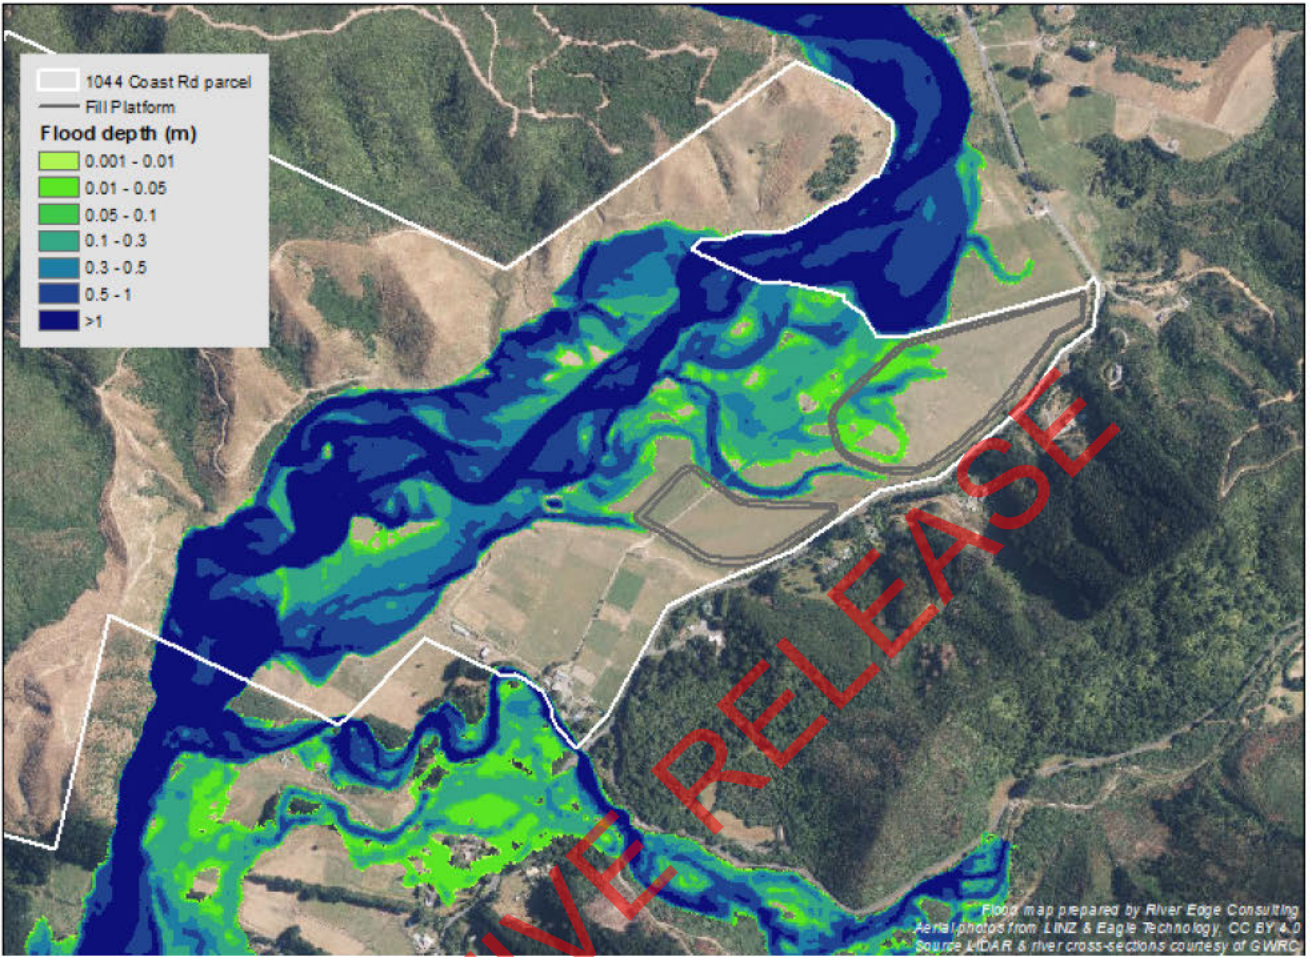 1044 Coast Rd parcel
Fill Platform
Flood depth (m)
0.001 - 0.01
0.01 - 0.05
0.05 - 0.1
0.1 - 0.3
0.3 - 0.5
0.5 - 1
>1
IVE RELEASE
Flood map prepared by River Edge Consulting
Aerial photos from LINZ & Eagle Technology, CC BY 4.0
Source LIDAR & river cross-sections courtesy of GWRC